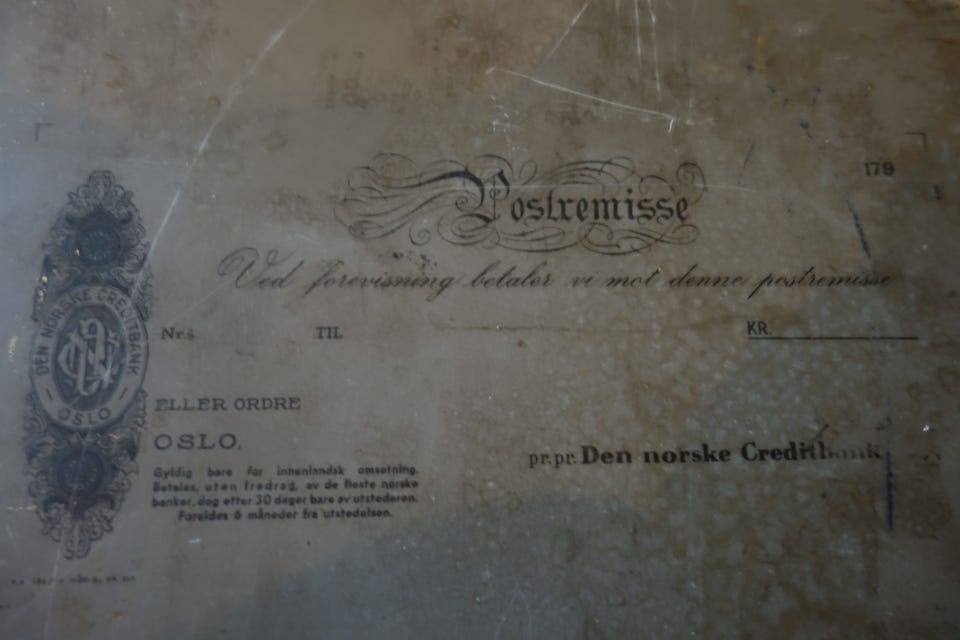 179
Postremisse
Ved forevisning betaler vi mot denne postremisse
DEN NORSKE CREDITBANK
OSLO
Nr.
TIL
KR.
ELLER ORDRE
OSLO,
pr.pr. Den norske Creditbank
Gyldig bare for innenlandsk omsetning.
Betales, uten fradrag, av de fleste norske
banker, dog etter 30 dager bare av utstederen.
Foreldes 6 måneder fra utstedelsen.